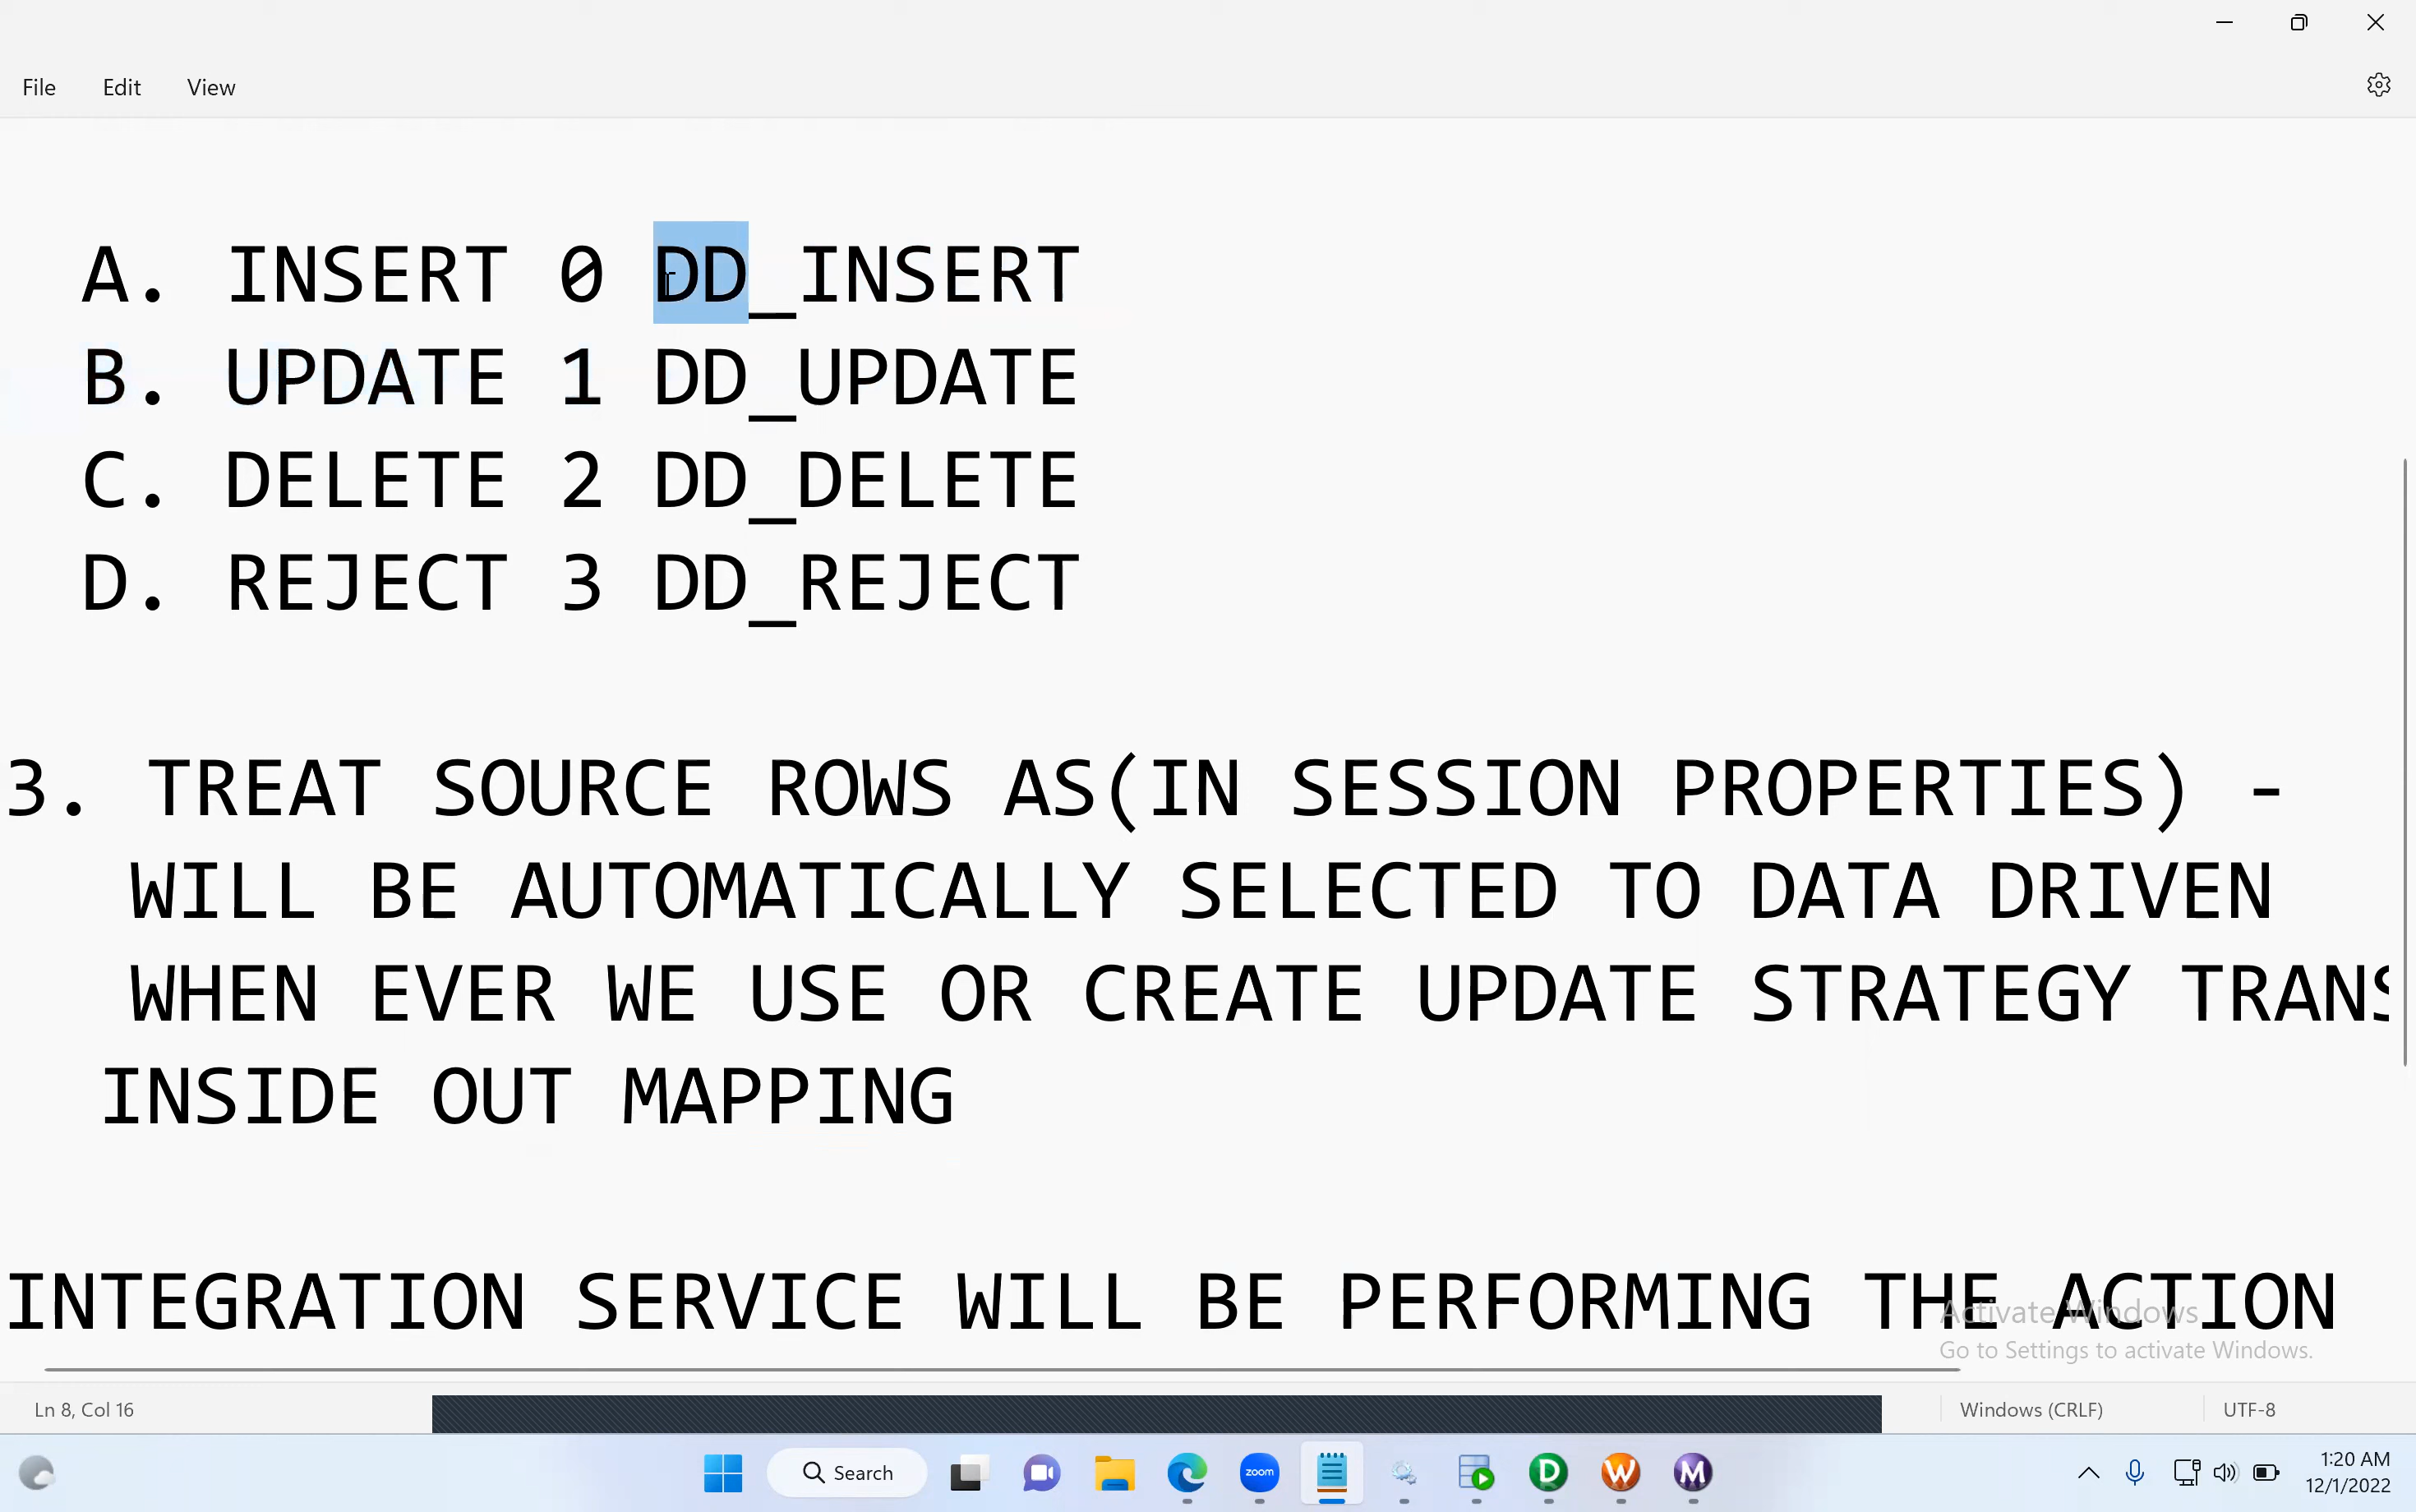 File Edit View
A. INSERT 0 DD_INSERT
B. UPDATE 1 DD_UPDATE
C. DELETE 2 DD_DELETE
D. REJECT 3 DD_REJECT
3. TREAT SOURCE ROWS AS(IN SESSION PROPERTIES) -
WILL BE AUTOMATICALLY SELECTED TO DATA DRIVEN
WHEN EVER WE USE OR CREATE UPDATE STRATEGY TRANS
INSIDE OUT MAPPING
INTEGRATION SERVICE WILL BE PERFORMING THE ACTION
Activate Windows
Go to Settings to activate Windows.
Ln 8, Col 16 Windows (CRLF) UTF-8
Search zoom D W M 1:20 AM
12/1/2022